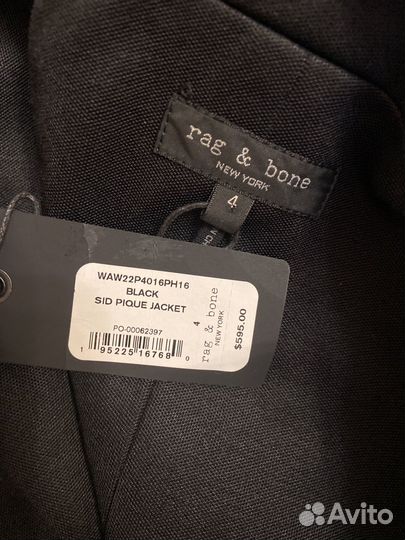 rag & bone
NEW YORK
4
WAW22P4016PH16
BLACK
SID PIQUE JACKET
PO-00062397
1 95225 16768 0
4
rag & bone
NEW YORK
$595.00
Avito